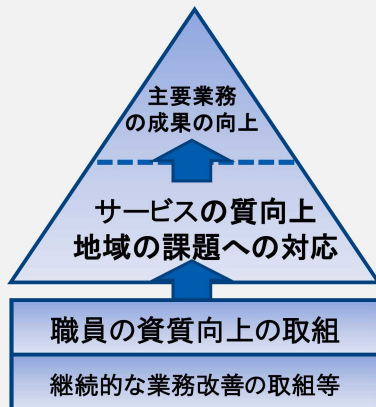 主要業務
の成果の向上
サービスの質向上
地域の課題への対応
職員の資質向上の取組
継続的な業務改善の取組等